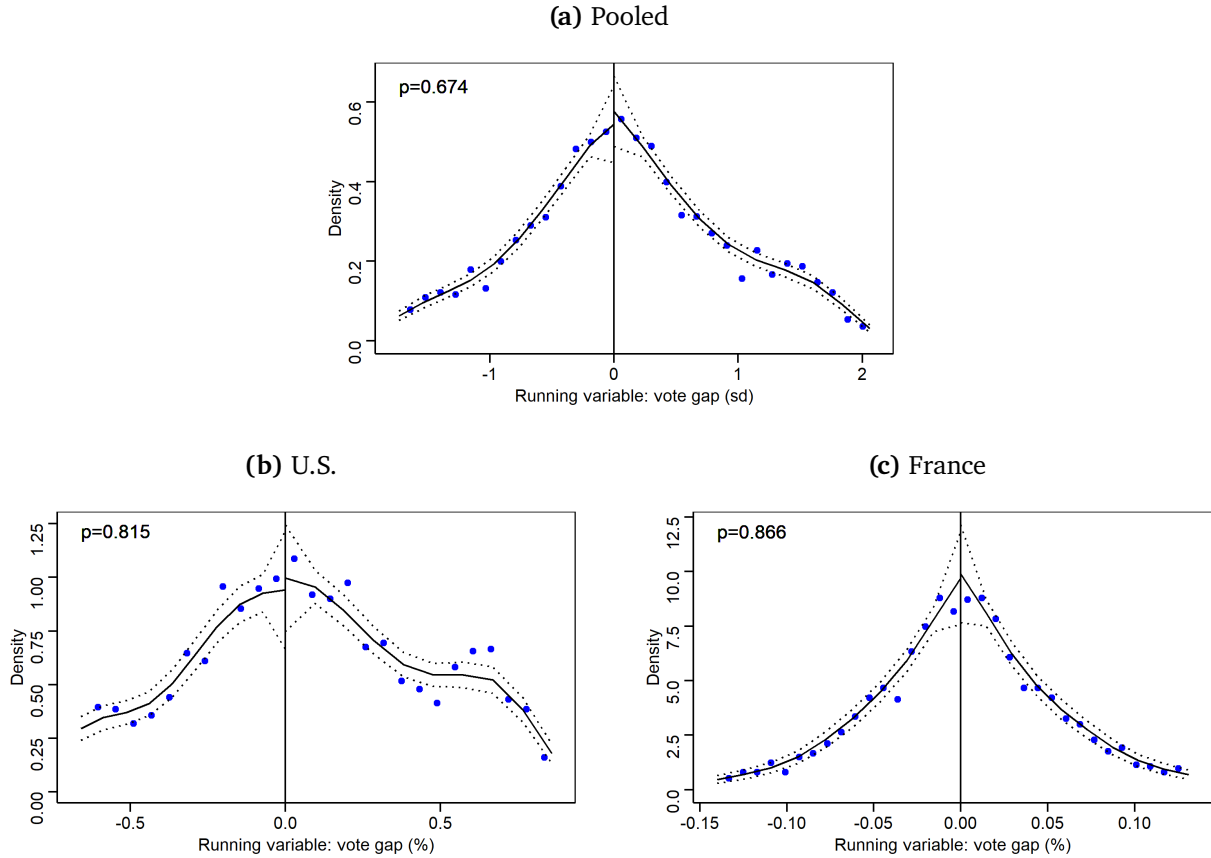 (a) Pooled
p=0.674
Density
0.0 0.2 0.4 0.6
-1 0 1 2
Running variable: vote gap (sd)
(b) U.S.
p=0.815
Density
0.00 0.25 0.50 0.75 1.00 1.25
-0.5 0.0 0.5
Running variable: vote gap (%)
(c) France
p=0.866
Density
0.0 2.5 5.0 7.5 10.0 12.5
-0.15 -0.10 -0.05 0.00 0.05 0.10
Running variable: vote gap (%)